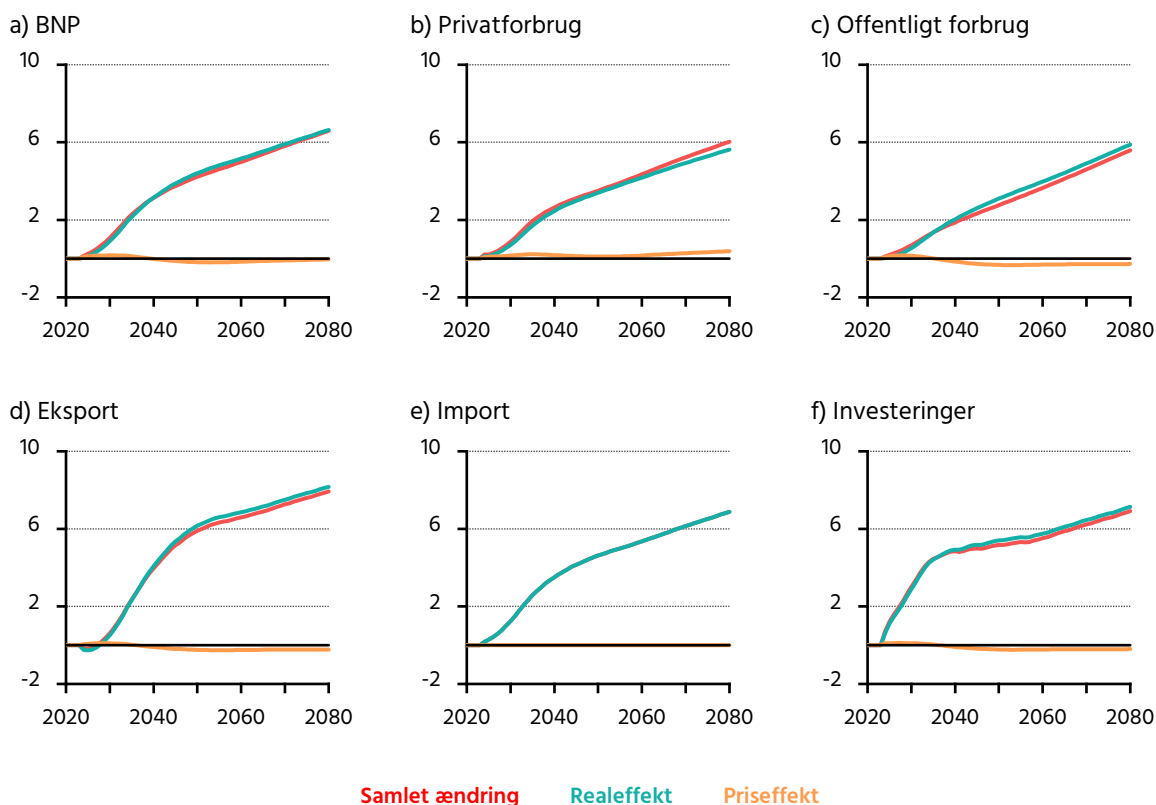 a) BNP
10
6
2
-2
2020 2040 2060 2080
b) Privatforbrug
10
6
2
-2
2020 2040 2060 2080
c) Offentligt forbrug
10
6
2
-2
2020 2040 2060 2080
d) Eksport
10
6
2
-2
2020 2040 2060 2080
e) Import
10
6
2
-2
2020 2040 2060 2080
f) Investeringer
10
6
2
-2
2020 2040 2060 2080
Samlet ændring Realeffekt Priseffekt